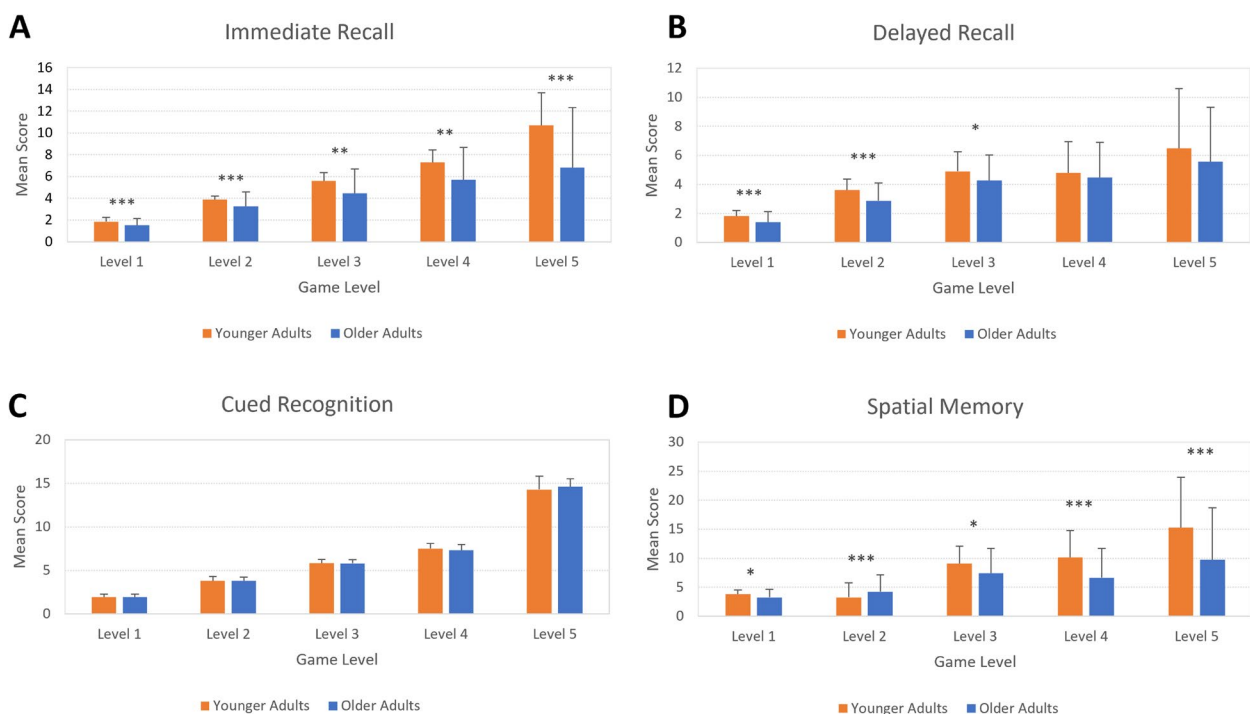 A
Immediate Recall
Mean Score
16
14
12
10
8
6
4
2
0
***
***
**
**
***
Level 1 Level 2 Level 3 Level 4 Level 5
Game Level
Younger Adults Older Adults
B
Delayed Recall
Mean Score
12
10
8
6
4
2
0
***
***
*
Level 1 Level 2 Level 3 Level 4 Level 5
Game Level
Younger Adults Older Adults
C
Cued Recognition
Mean Score
20
15
10
5
0
Level 1 Level 2 Level 3 Level 4 Level 5
Game Level
Younger Adults Older Adults
D
Spatial Memory
Mean Score
30
25
20
15
10
5
0
*
***
*
***
***
Level 1 Level 2 Level 3 Level 4 Level 5
Game Level
Younger Adults Older Adults